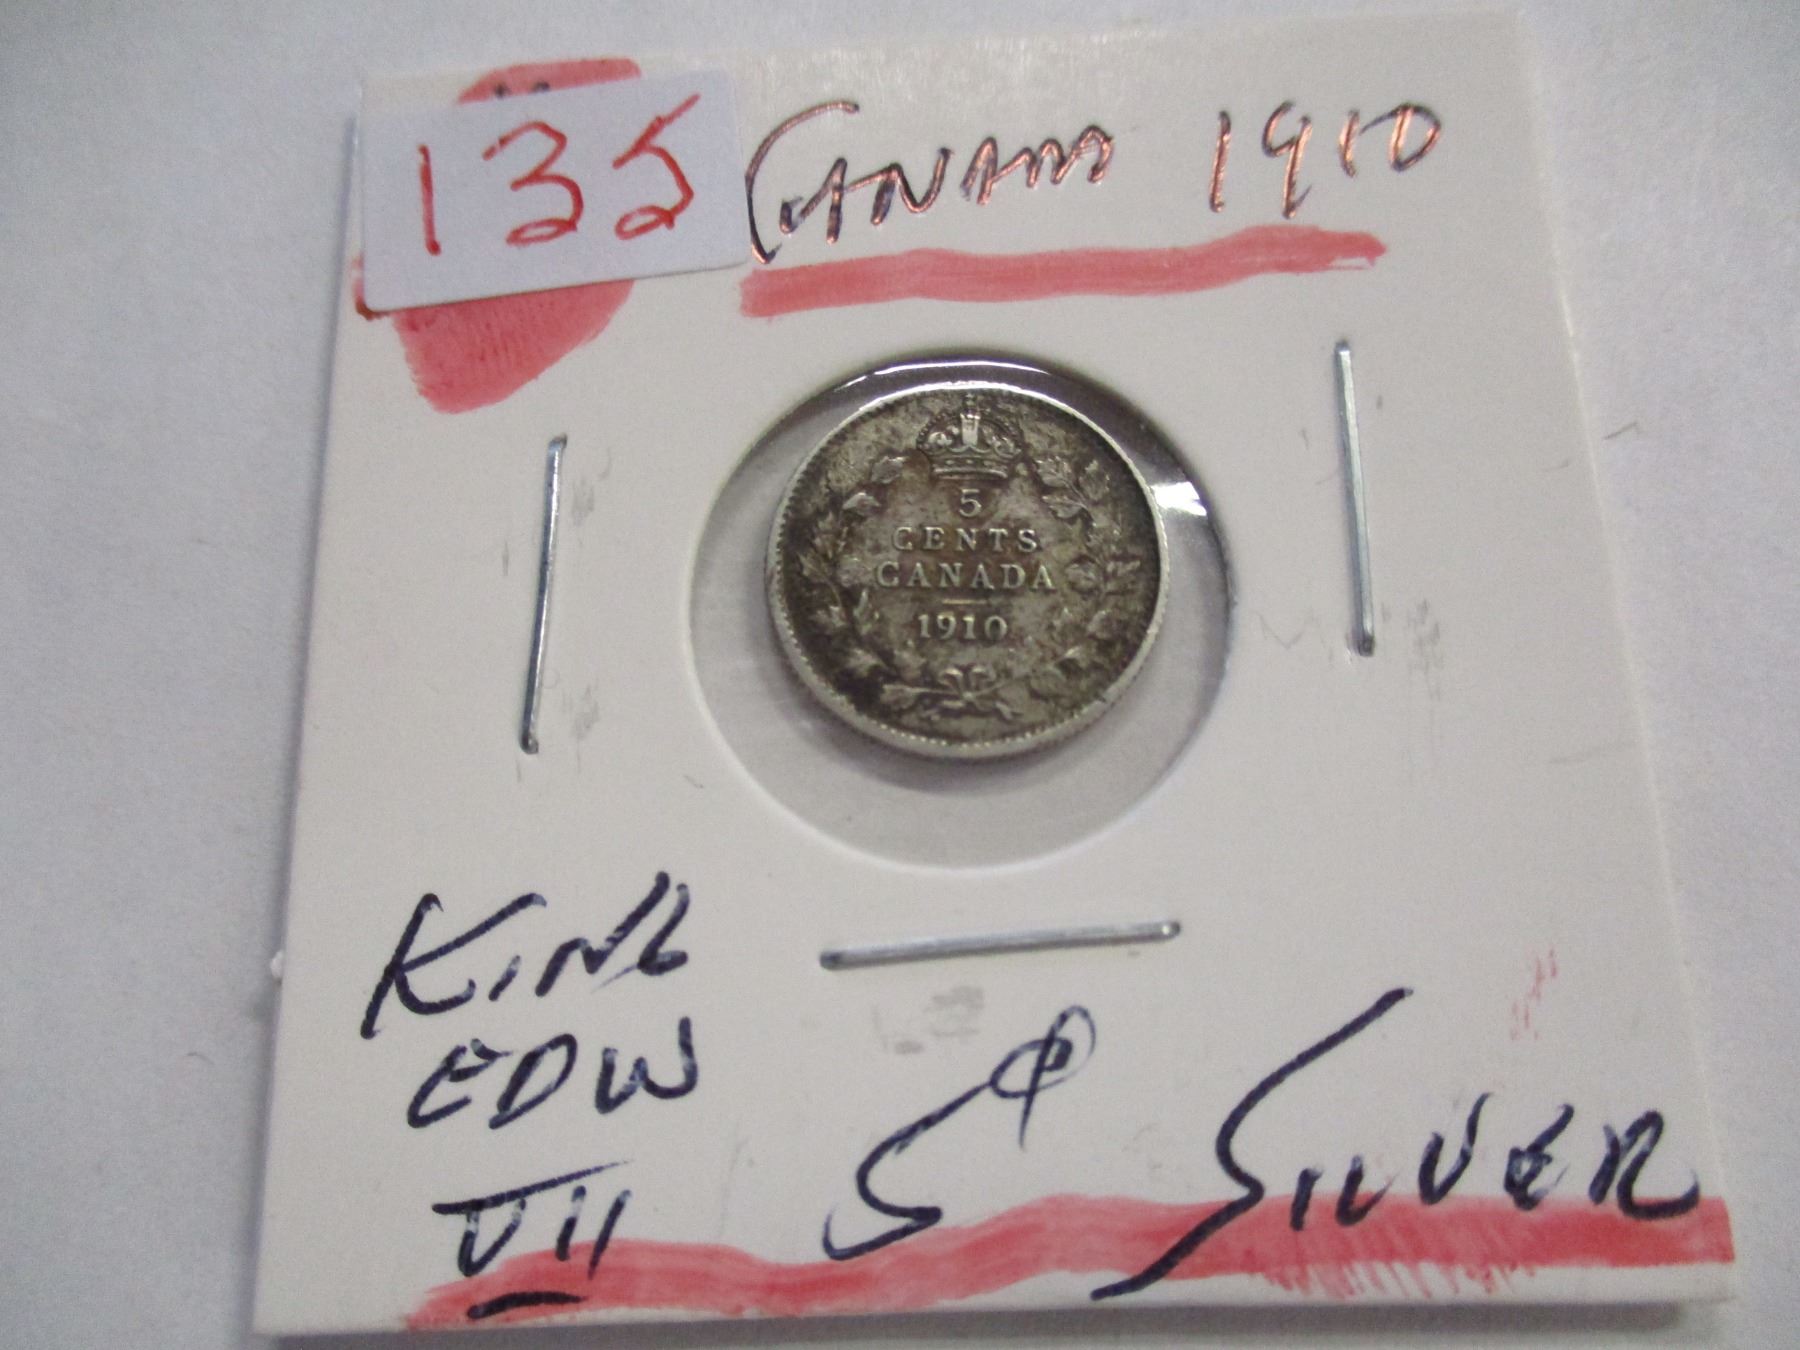 135
CANADA 1910
5
CENTS
CANADA
1910
KING
EDW
VII
5¢ SILVER